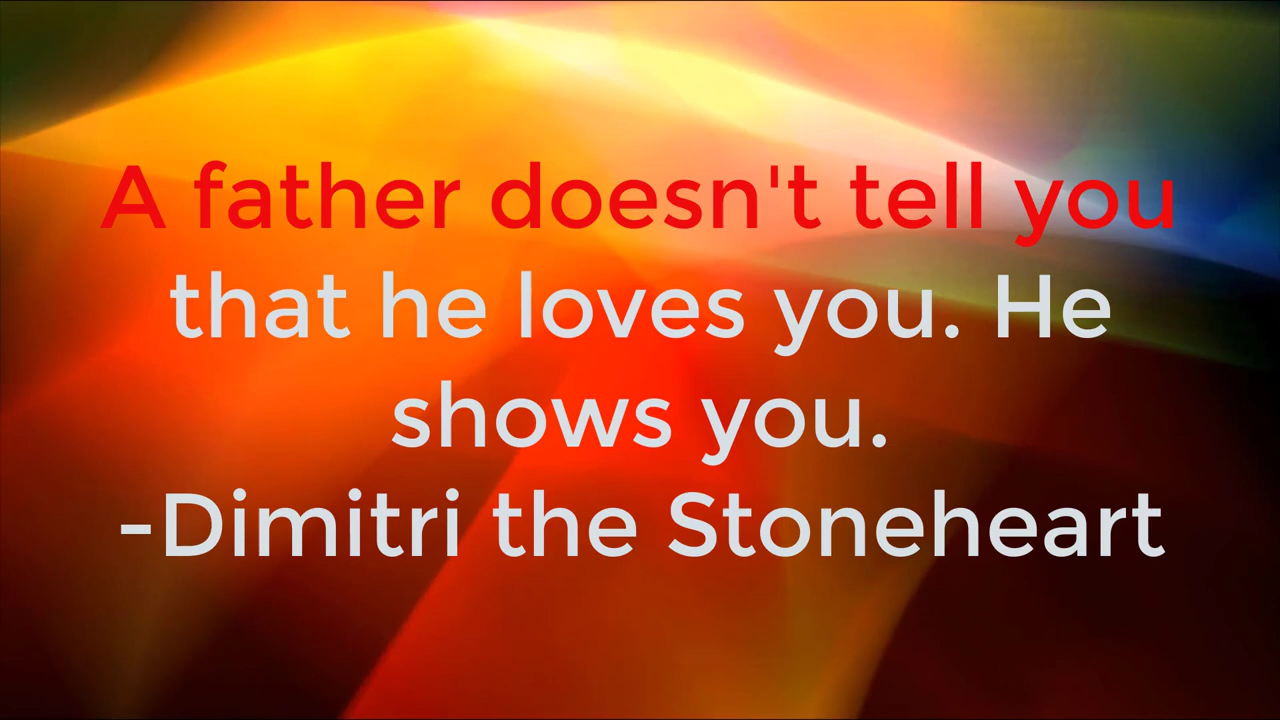 A father doesn't tell you
that he loves you. He
shows you.
-Dimitri the Stoneheart